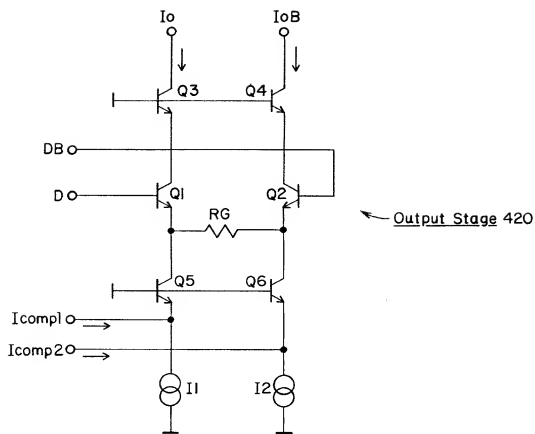 Io IoB
Q3 Q4
DB
D Q1 Q2
RG
Output Stage 420
Q5 Q6
Icomp1
Icomp2
I1 I2